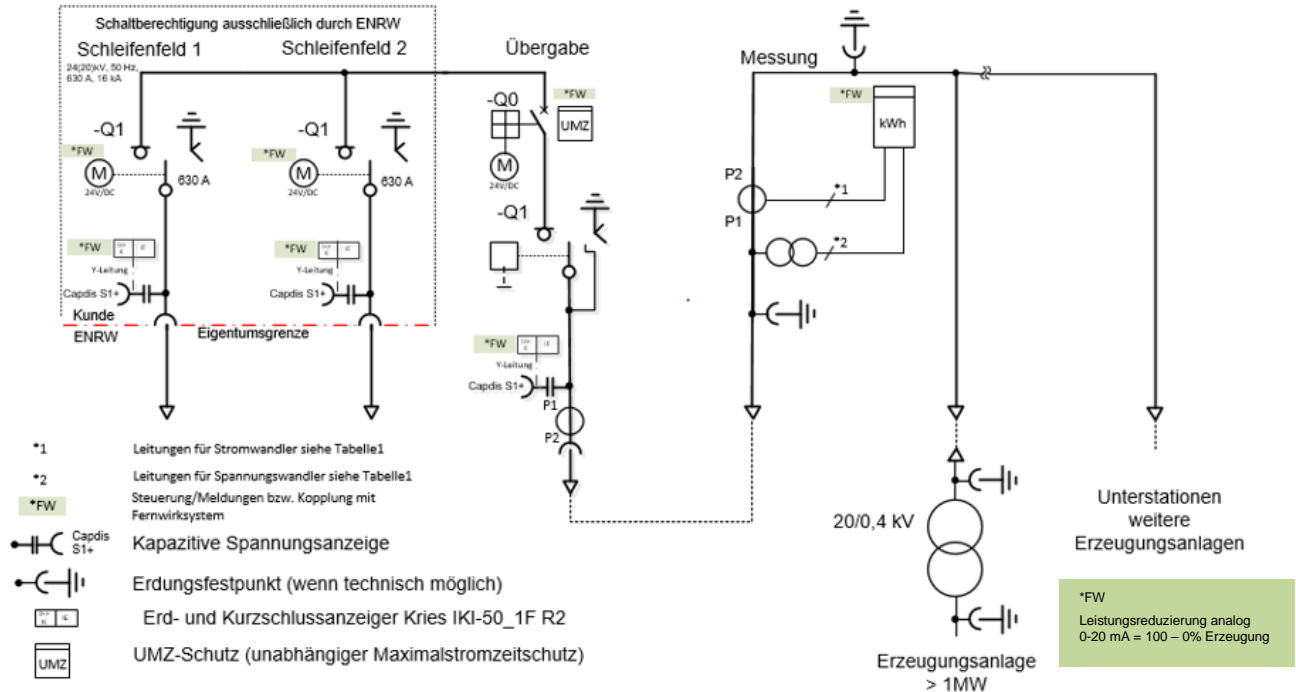 Schaltberechtigung ausschließlich durch ENRW
Schleifenfeld 1
Schleifenfeld 2
24(20)kV, 50 Hz,
630 A, 16 kA
-Q1
*FW
M
24V/DC
630 A
-Q1
*FW
M
24V/DC
630 A
*FW
Y-Leitung
Capdis S1+
*FW
Y-Leitung
Capdis S1+
Kunde
ENRW
Eigentumsgrenze
Übergabe
*FW
-Q0
UMZ
M
24V/DC
-Q1
*FW
Y-Leitung
Capdis S1+
P1
P2
Messung
*FW
kWh
P2
P1
*1
*2
20/0,4 kV
Erzeugungsanlage
> 1MW
Unterstationen
weitere
Erzeugungsanlagen
*FW
Leistungsreduzierung analog
0-20 mA = 100 – 0% Erzeugung
*1 Leitungen für Stromwandler siehe Tabelle1
*2 Leitungen für Spannungswandler siehe Tabelle1
*FW Steuerung/Meldungen bzw. Kopplung mit
Fernwirksystem
Capdis
S1+
Kapazitive Spannungsanzeige
Erdungsfestpunkt (wenn technisch möglich)
Erd- und Kurzschlussanzeiger Kries IKI-50_1F R2
UMZ
UMZ-Schutz (unabhängiger Maximalstromzeitschutz)